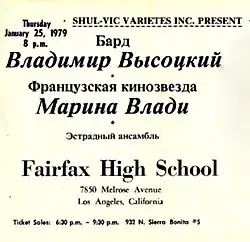 SHUL-VIC VARIETES INC. PRESENT
Thursday
January 25, 1979
8 p.m.
Бард
Владимир Высоцкий
•
Французская кинозвезда
Марина Влади
•
Эстрадный ансамбль
Fairfax High School
7850 Melrose Avenue
Los Angeles, California
Ticket Sales: 6:30 p.m. – 9:30 p.m. 932 N. Sierra Bonita #5